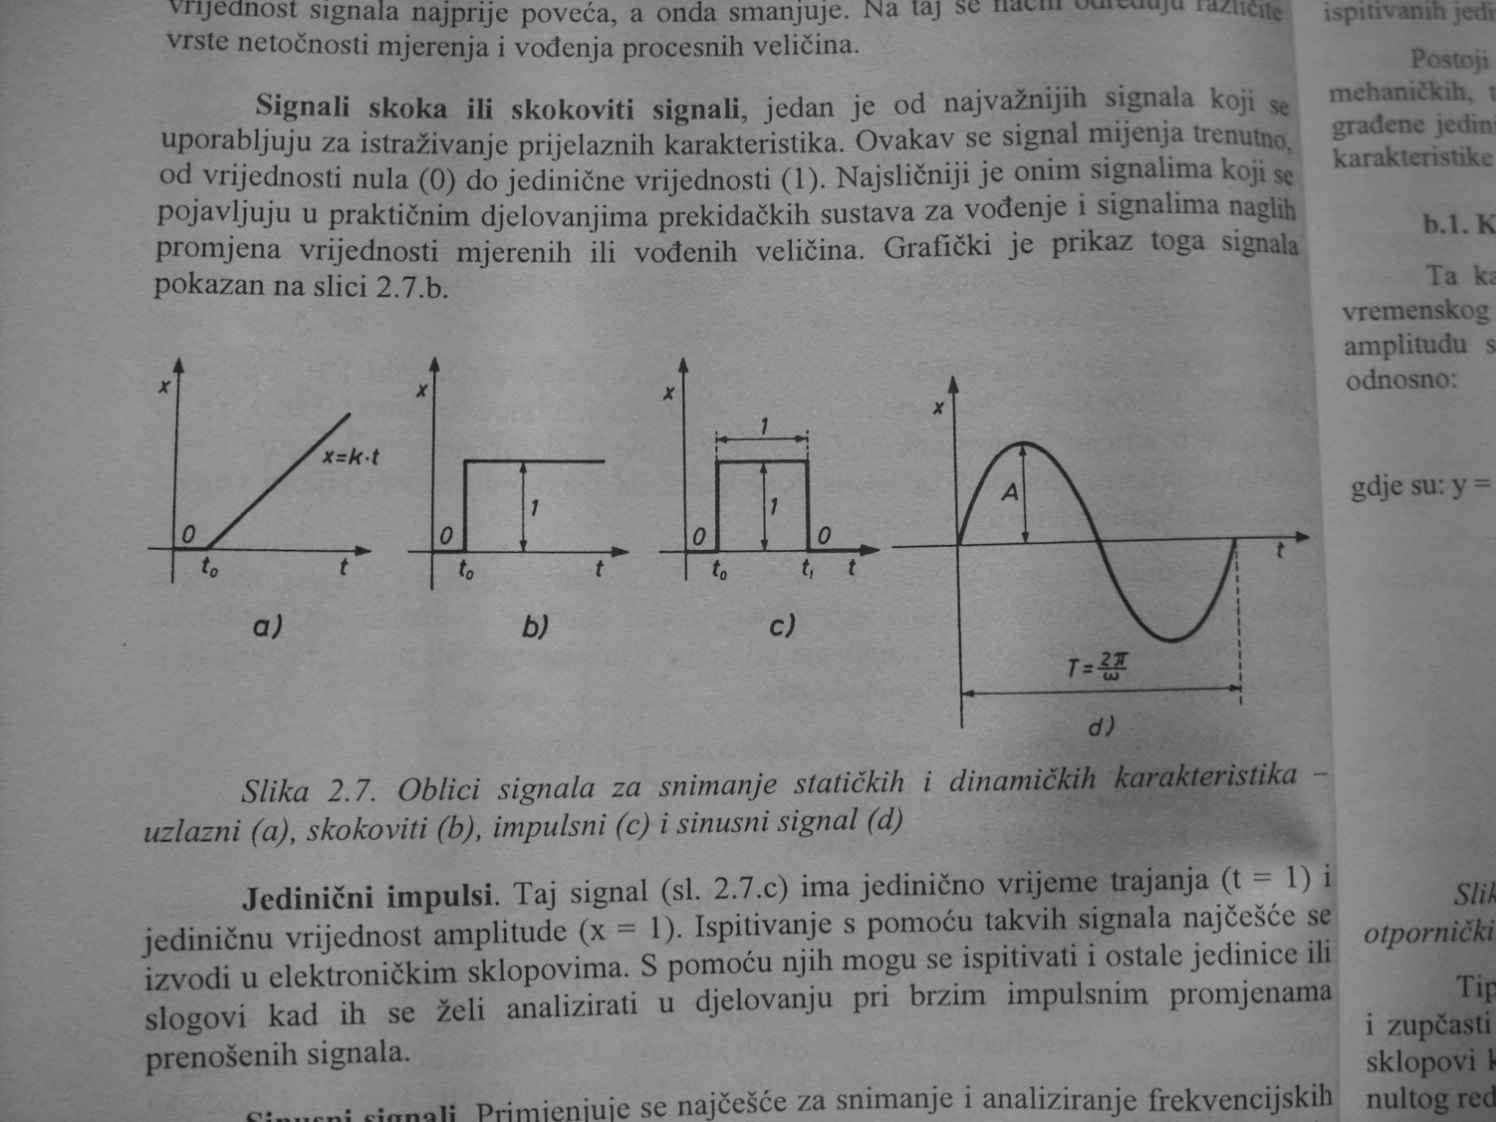 vrijednost signala najprije poveća, a onda smanjuje. Na taj se način određuju različite
vrste netočnosti mjerenja i vođenja procesnih veličina.
Signali skoka ili skokoviti signali, jedan je od najvažnijih signala koji se
uporabljuju za istraživanje prijelaznih karakteristika. Ovakav se signal mijenja trenutno,
od vrijednosti nula (0) do jedinične vrijednosti (1). Najsličniji je onim signalima koji se
pojavljuju u praktičnim djelovanjima prekidačkih sustava za vođenje i signalima naglih
promjena vrijednosti mjerenih ili vođenih veličina. Grafički je prikaz toga signala
pokazan na slici 2.7.b.
x
x=k·t
0
t₀
t
a)
x
1
0
t₀
t
b)
x
1
1
0
0
t₀
t₁
t
c)
x
A
t
T=2π/ω
d)
Slika 2.7. Oblici signala za snimanje statičkih i dinamičkih karakteristika –
uzlazni (a), skokoviti (b), impulsni (c) i sinusni signal (d)
Jedinični impulsi. Taj signal (sl. 2.7.c) ima jedinično vrijeme trajanja (t = 1) i
jediničnu vrijednost amplitude (x = 1). Ispitivanje s pomoću takvih signala najčešće se
izvodi u elektroničkim sklopovima. S pomoću njih mogu se ispitivati i ostale jedinice ili
slogovi kad ih se želi analizirati u djelovanju pri brzim impulsnim promjenama
prenošenih signala.
Sinusni signali. Primjenjuje se najčešće za snimanje i analiziranje frekvencijskih
ispitivanih jedi
Postoji
mehaničkih, t
građene jedini
karakteristike
b.1. K
Ta ka
vremenskog
amplitudu s
odnosno:
gdje su: y =
Slik
otpornički
Tip
i zupčasti
sklopovi k
nultog red